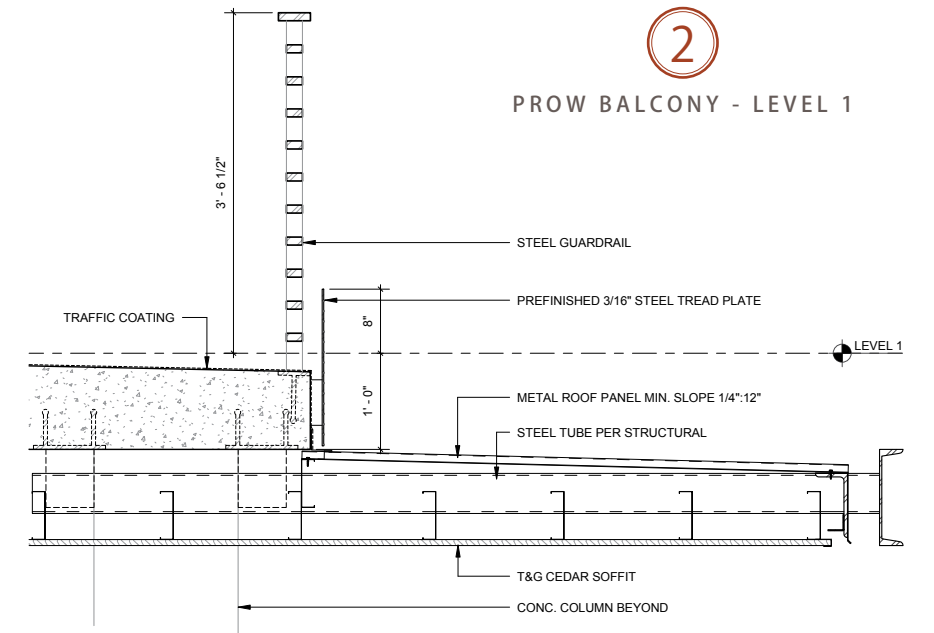 2
PROW BALCONY - LEVEL 1
3' - 6 1/2"
STEEL GUARDRAIL
PREFINISHED 3/16" STEEL TREAD PLATE
TRAFFIC COATING
8"
LEVEL 1
1' - 0"
METAL ROOF PANEL MIN. SLOPE 1/4":12"
STEEL TUBE PER STRUCTURAL
T&G CEDAR SOFFIT
CONC. COLUMN BEYOND